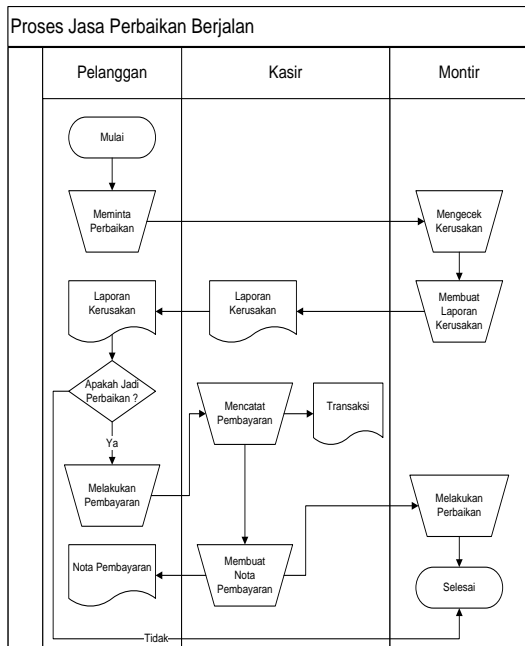 Proses Jasa Perbaikan Berjalan
Pelanggan
Kasir
Montir
Mulai
Meminta
Perbaikan
Mengecek
Kerusakan
Laporan
Kerusakan
Laporan
Kerusakan
Membuat
Laporan
Kerusakan
Apakah Jadi
Perbaikan ?
Mencatat
Pembayaran
Transaksi
Ya
Melakukan
Pembayaran
Melakukan
Perbaikan
Nota Pembayaran
Membuat
Nota
Pembayaran
Selesai
Tidak